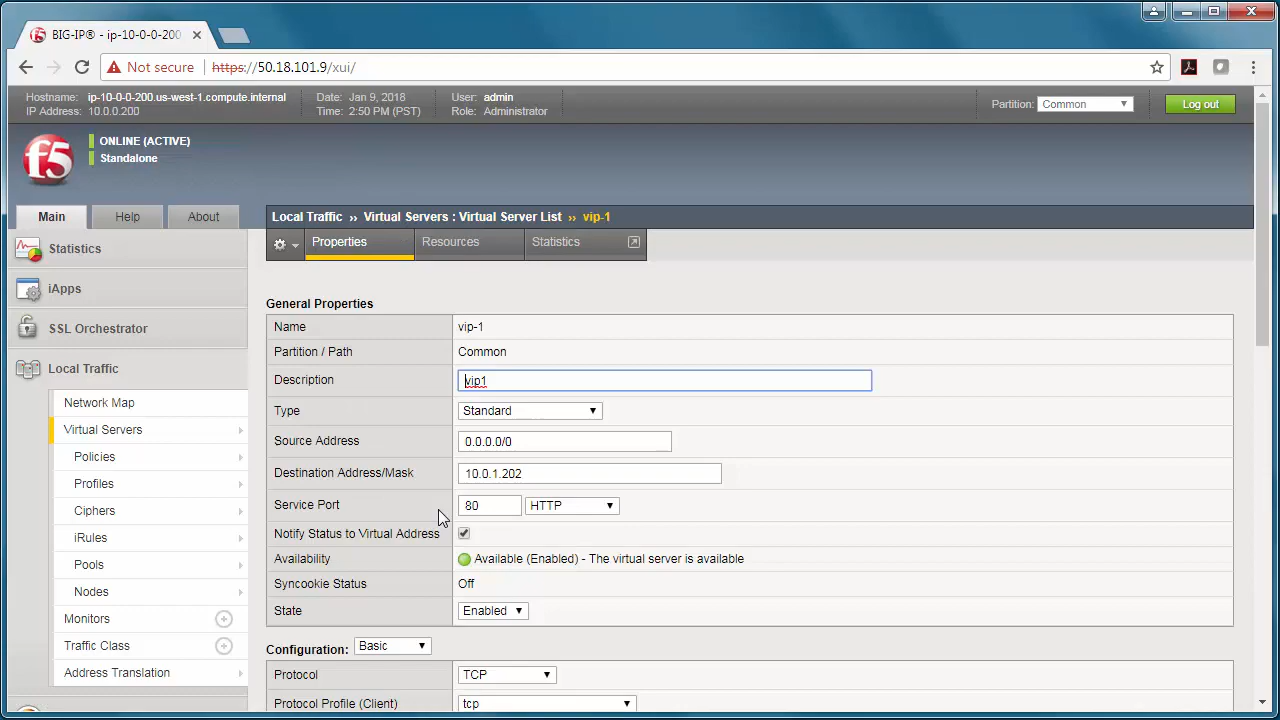 BIG-IP® - ip-10-0-0-200
Not secure https://50.18.101.9/xui/
Hostname: ip-10-0-0-200.us-west-1.compute.internal Date: Jan 9, 2018 User: admin Partition: Common Log out
IP Address: 10.0.0.200 Time: 2:50 PM (PST) Role: Administrator
f5
ONLINE (ACTIVE)
Standalone
Main Help About
Local Traffic ›› Virtual Servers : Virtual Server List ›› vip-1
Properties Resources Statistics
Statistics
iApps
SSL Orchestrator
Local Traffic
Network Map
Virtual Servers
Policies
Profiles
Ciphers
iRules
Pools
Nodes
Monitors
Traffic Class
Address Translation
General Properties
Name vip-1
Partition / Path Common
Description vip1
Type Standard
Source Address 0.0.0.0/0
Destination Address/Mask 10.0.1.202
Service Port 80 HTTP
Notify Status to Virtual Address
Availability Available (Enabled) - The virtual server is available
Syncookie Status Off
State Enabled
Configuration: Basic
Protocol TCP
Protocol Profile (Client) tcp